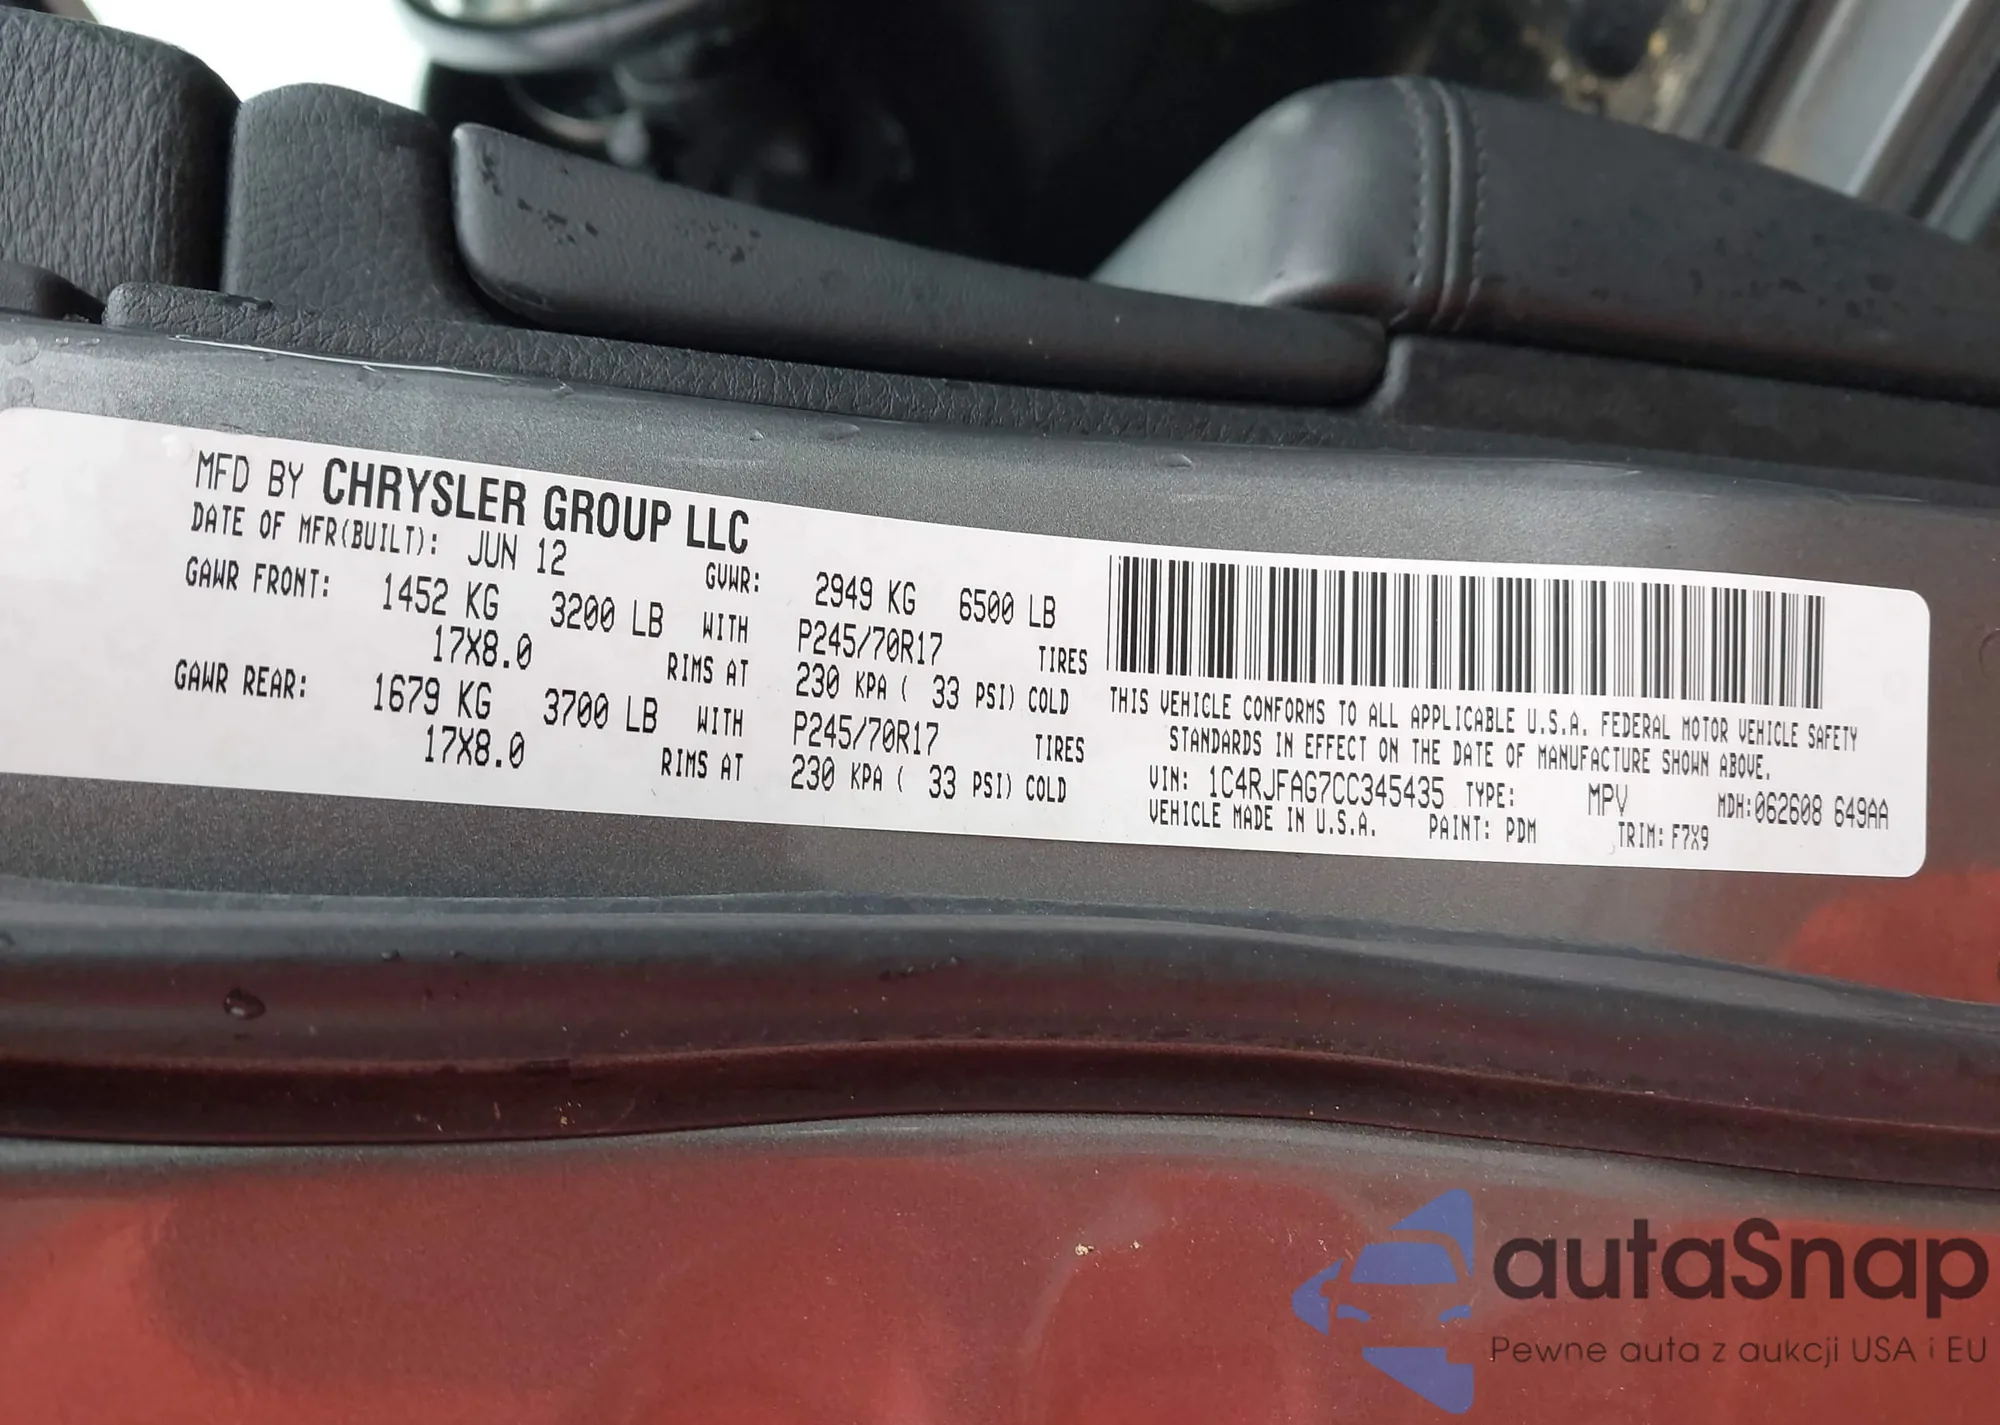 MFD BY CHRYSLER GROUP LLC
DATE OF MFR(BUILT): JUN 12 GVWR: 2949 KG 6500 LB
GAWR FRONT: 1452 KG 3200 LB WITH P245/70R17 TIRES
17X8.0 RIMS AT 230 KPA ( 33 PSI) COLD
GAWR REAR: 1679 KG 3700 LB WITH P245/70R17 TIRES
17X8.0 RIMS AT 230 KPA ( 33 PSI) COLD
THIS VEHICLE CONFORMS TO ALL APPLICABLE U.S.A. FEDERAL MOTOR VEHICLE SAFETY
STANDARDS IN EFFECT ON THE DATE OF MANUFACTURE SHOWN ABOVE.
VIN: 1C4RJFAG7CC345435 TYPE: MPV MDH:062608 649AA
VEHICLE MADE IN U.S.A. PAINT: PDM TRIM: F7X9
autaSnap
Pewne auta z aukcji USA i EU